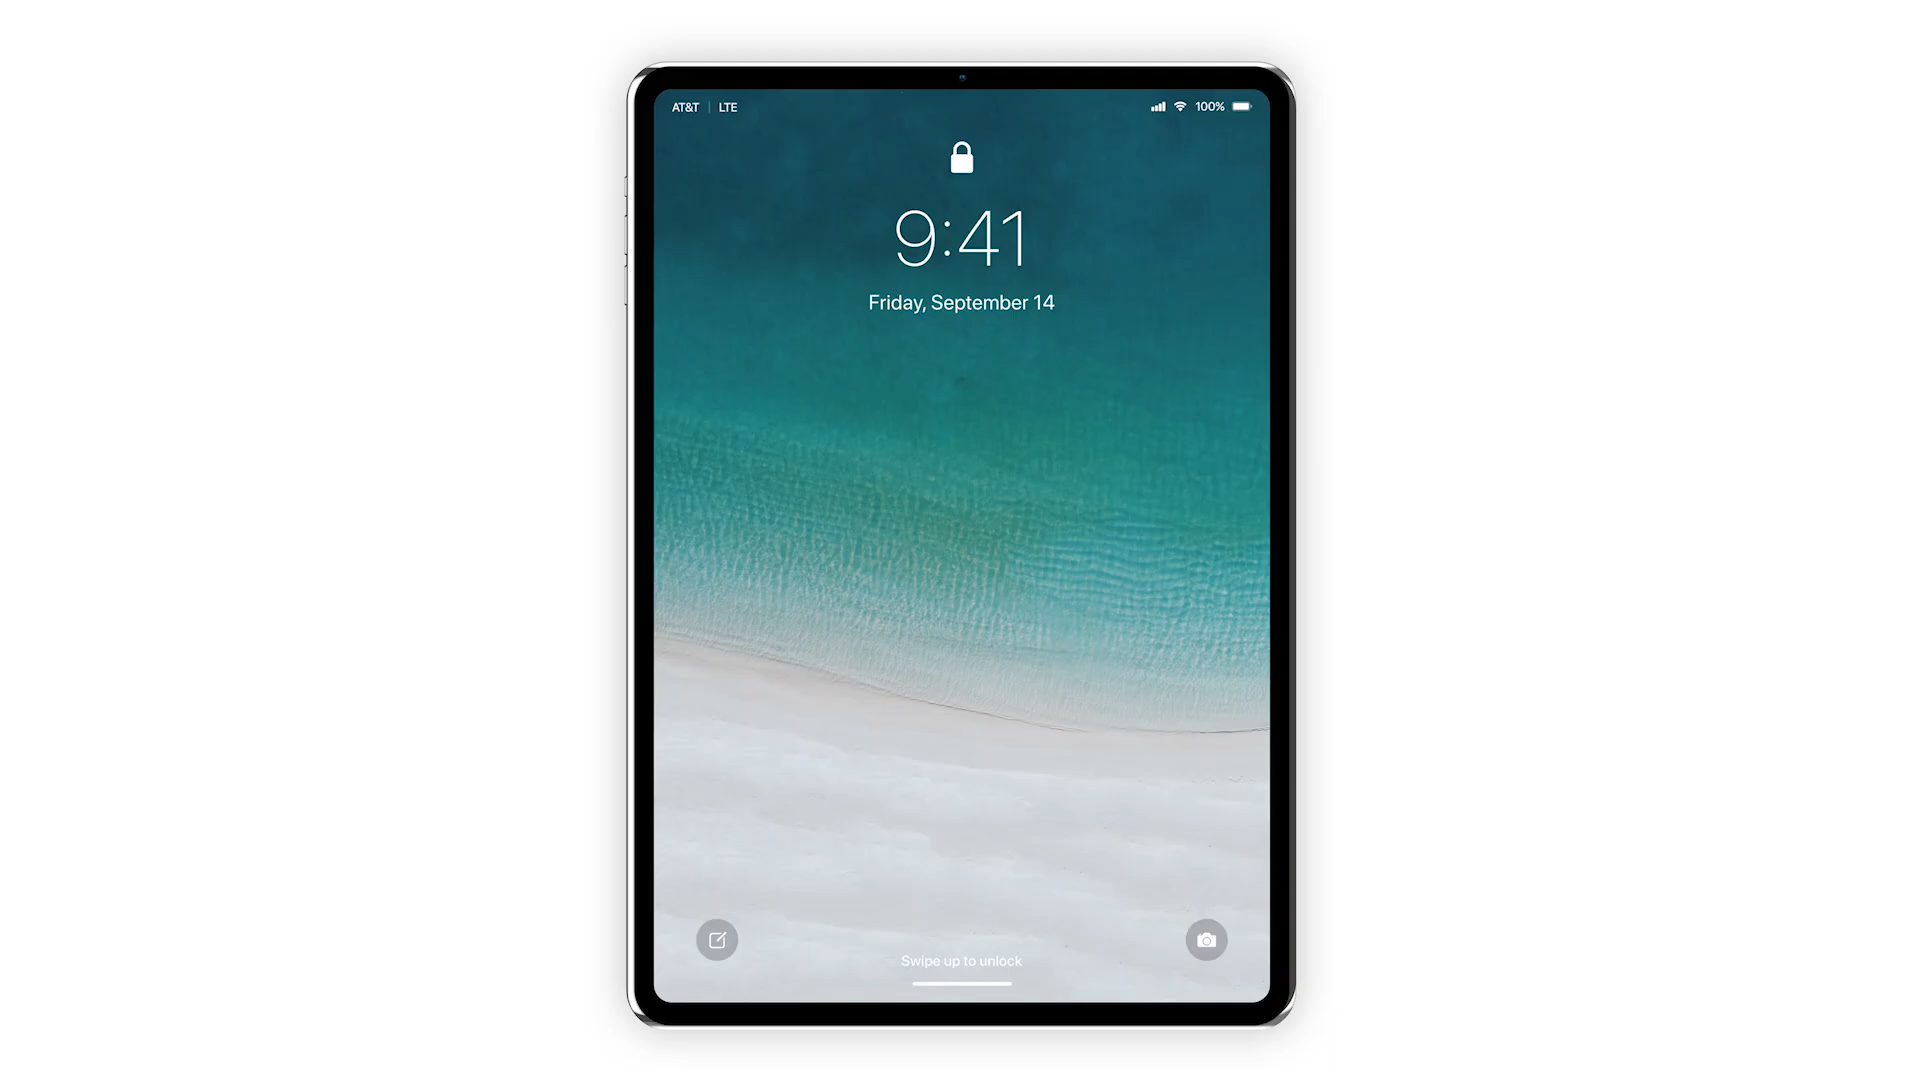 AT&T | LTE 100%
9:41
Friday, September 14
Swipe up to unlock